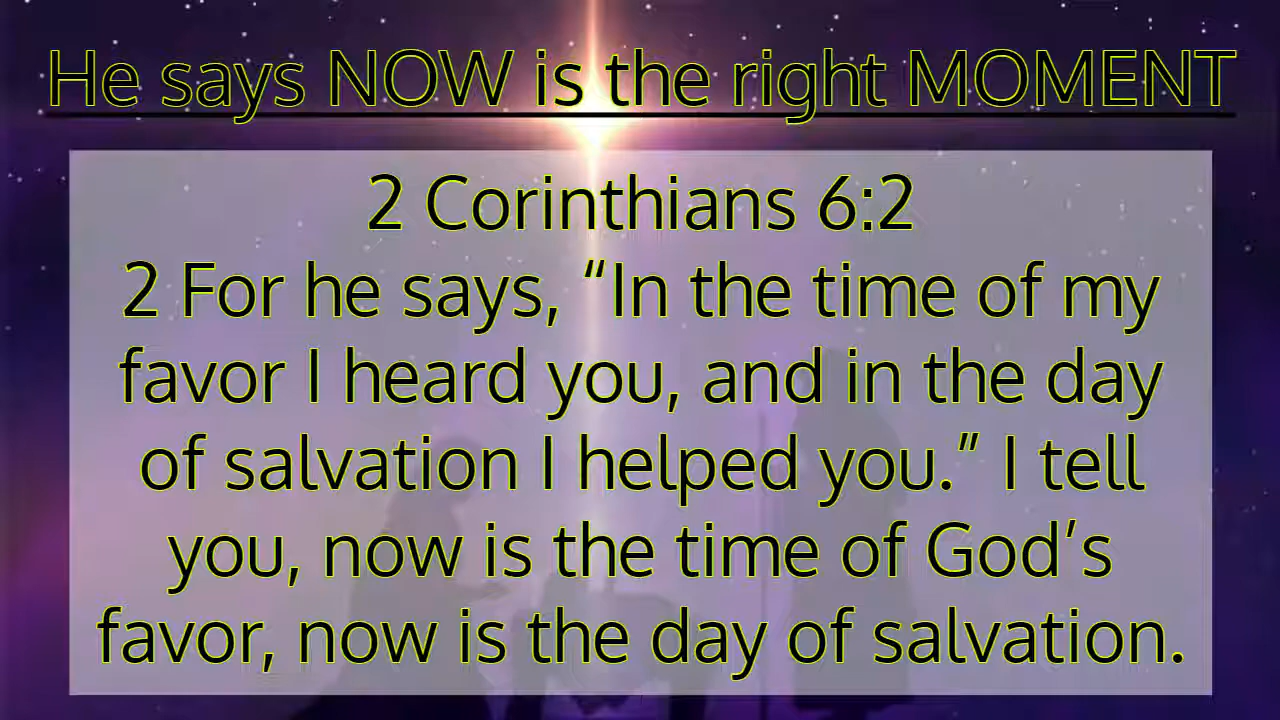 He says NOW is the right MOMENT
2 Corinthians 6:2
2 For he says, “In the time of my
favor I heard you, and in the day
of salvation I helped you.” I tell
you, now is the time of God’s
favor, now is the day of salvation.